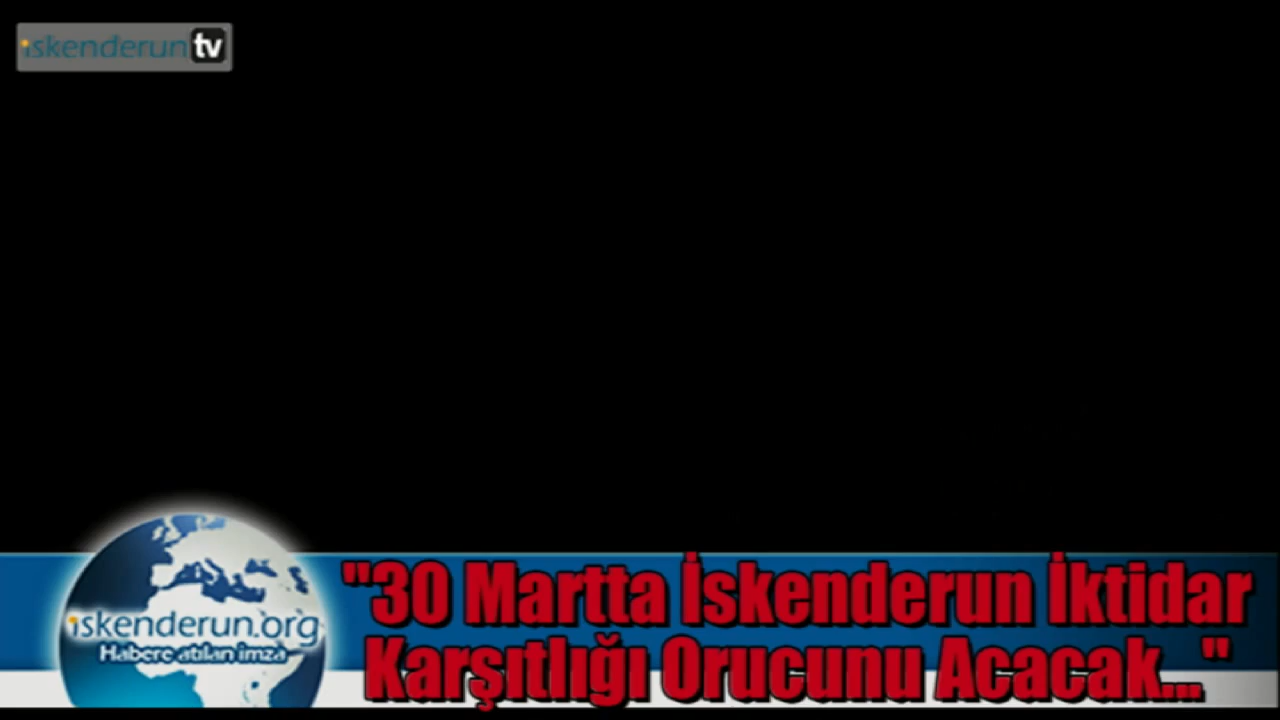 iskenderun tv
"30 Martta İskenderun İktidar
Karşıtlığı Orucunu Acacak..."
iskenderun.org
Habere atılan imza